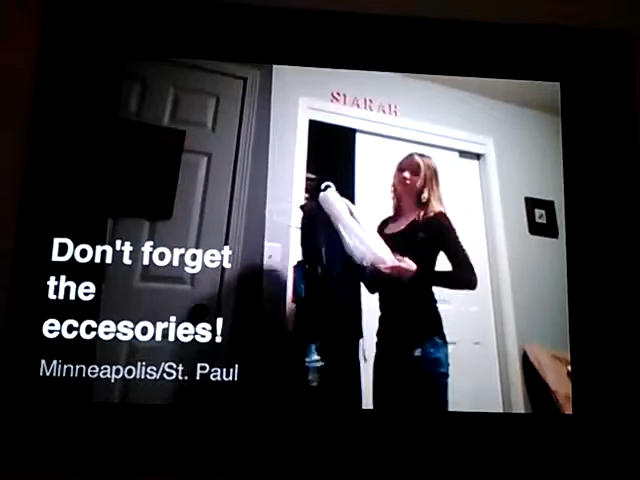 SIARAH
Don't forget
the
eccesories!
Minneapolis/St. Paul